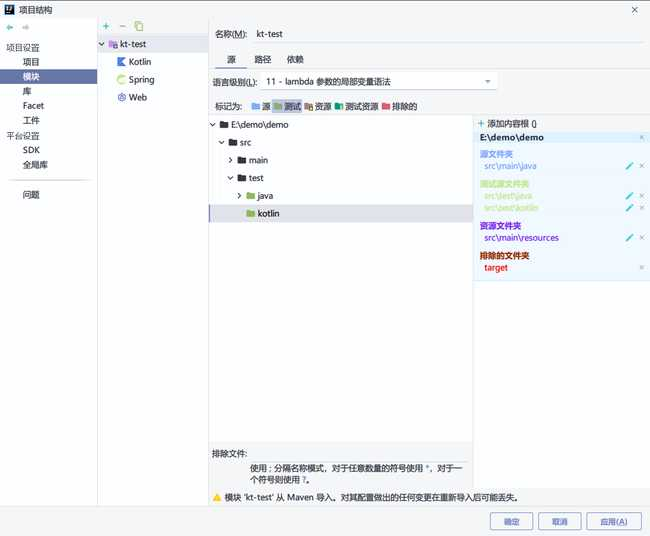 项目结构
项目设置
项目
模块
库
Facet
工件
平台设置
SDK
全局库
问题
kt-test
Kotlin
Spring
Web
名称(M): kt-test
源 路径 依赖
语言级别(L): 11 - lambda 参数的局部变量语法
标记为: 源 测试 资源 测试资源 排除的
E:\demo\demo
src
main
test
java
kotlin
添加内容根 ()
E:\demo\demo
源文件夹
src\main\java
测试源文件夹
src\test\java
src\test\kotlin
资源文件夹
src\main\resources
排除的文件夹
target
排除文件:
使用 ; 分隔名称模式, 对于任意数量的符号使用 *, 对于一
个符号则使用 ?。
模块 'kt-test' 从 Maven 导入。对其配置做出的任何变更在重新导入后可能丢失。
确定 取消 应用(A)